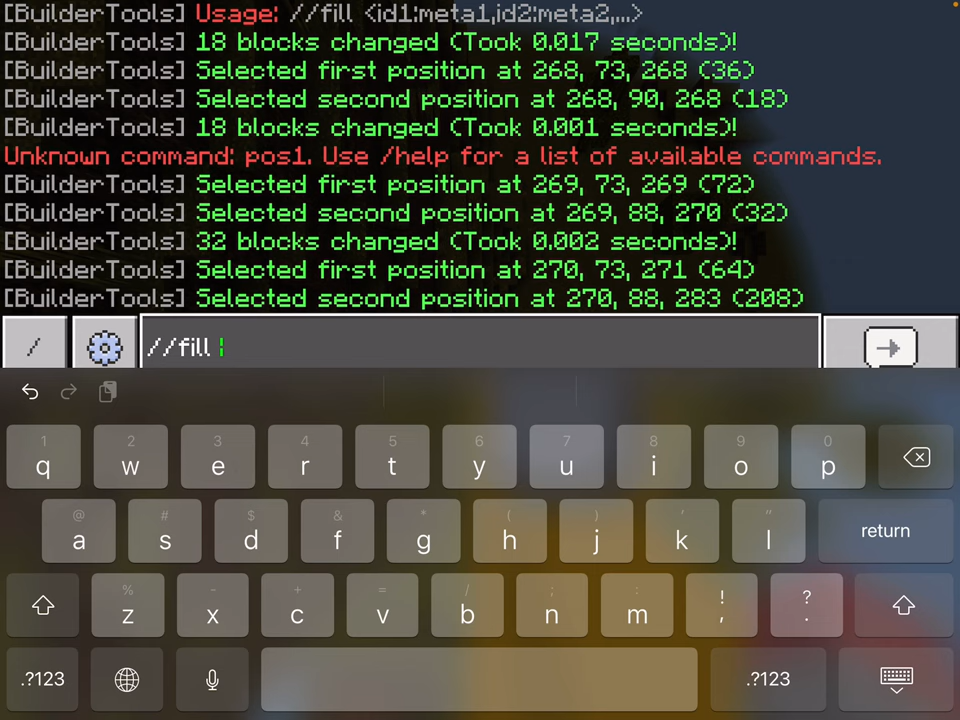 [BuilderTools] Usage: //fill <id1:meta1,id2:meta2,...>
[BuilderTools] 18 blocks changed (Took 0.017 seconds)!
[BuilderTools] Selected first position at 268, 73, 268 (36)
[BuilderTools] Selected second position at 268, 90, 268 (18)
[BuilderTools] 18 blocks changed (Took 0.001 seconds)!
Unknown command: pos1. Use /help for a list of available commands.
[BuilderTools] Selected first position at 269, 73, 269 (72)
[BuilderTools] Selected second position at 269, 88, 270 (32)
[BuilderTools] 32 blocks changed (Took 0.002 seconds)!
[BuilderTools] Selected first position at 270, 73, 271 (64)
[BuilderTools] Selected second position at 270, 88, 283 (208)
/ //fill
1 2 3 4 5 6 7 8 9 0
q w e r t y u i o p
@ # $ & * ( ) ' "
a s d f g h j k l return
% - + = / ; : ! ?
z x c v b n m , .
.?123 .?123